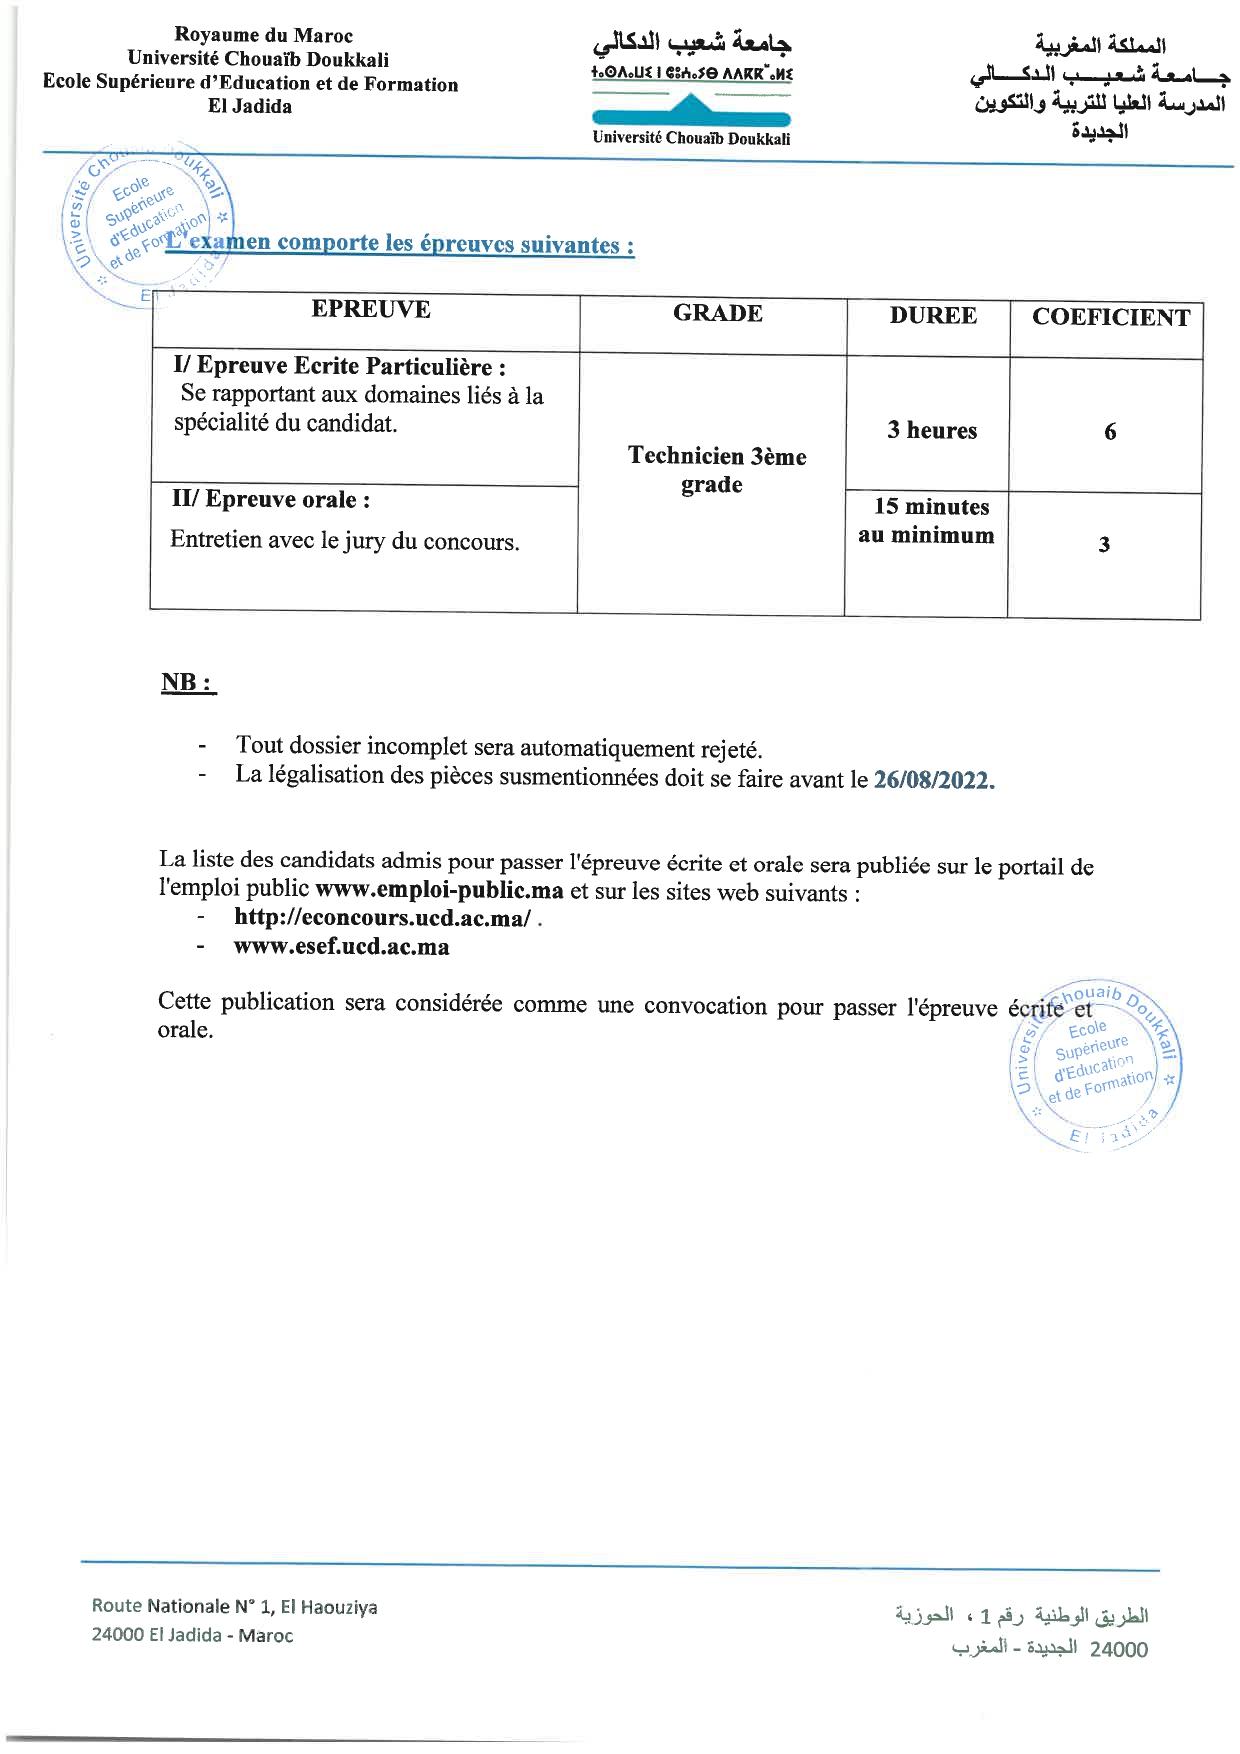 Royaume du Maroc
Université Chouaïb Doukkali
Ecole Supérieure d'Education et de Formation
El Jadida
جامعة شعيب الدكالي
ⵜⴰⵙⴷⴰⵡⵉⵜ ⵏ ⵛⵓⵄⴰⵢⴱ ⴷⴷⴽⴽⴰⵍⵉ
Université Chouaïb Doukkali
المملكة المغربية
جـــامـعـة شـعـيـــب الـدكــــالي
المدرسة العليا للتربية والتكوين
الجديدة
Université Chouaib Doukkali
Ecole
Supérieure
d'Education
et de Formation
El Jadida
L'examen comporte les épreuves suivantes :
EPREUVE GRADE DUREE COEFICIENT
I/ Epreuve Ecrite Particulière :
Se rapportant aux domaines liés à la
spécialité du candidat.
Technicien 3ème
grade
3 heures
6
II/ Epreuve orale :
Entretien avec le jury du concours.
15 minutes
au minimum
3
NB :
- Tout dossier incomplet sera automatiquement rejeté.
- La légalisation des pièces susmentionnées doit se faire avant le 26/08/2022.
La liste des candidats admis pour passer l'épreuve écrite et orale sera publiée sur le portail de
l'emploi public www.emploi-public.ma et sur les sites web suivants :
- http://econcours.ucd.ac.ma/ .
- www.esef.ucd.ac.ma
Cette publication sera considérée comme une convocation pour passer l'épreuve écrite et
orale.
Université Chouaib Doukkali
Ecole
Supérieure
d'Education
et de Formation
El Jadida
Route Nationale N° 1, El Haouziya
24000 El Jadida - Maroc
الطريق الوطنية رقم 1 ، الحوزية
24000 الجديدة – المغرب